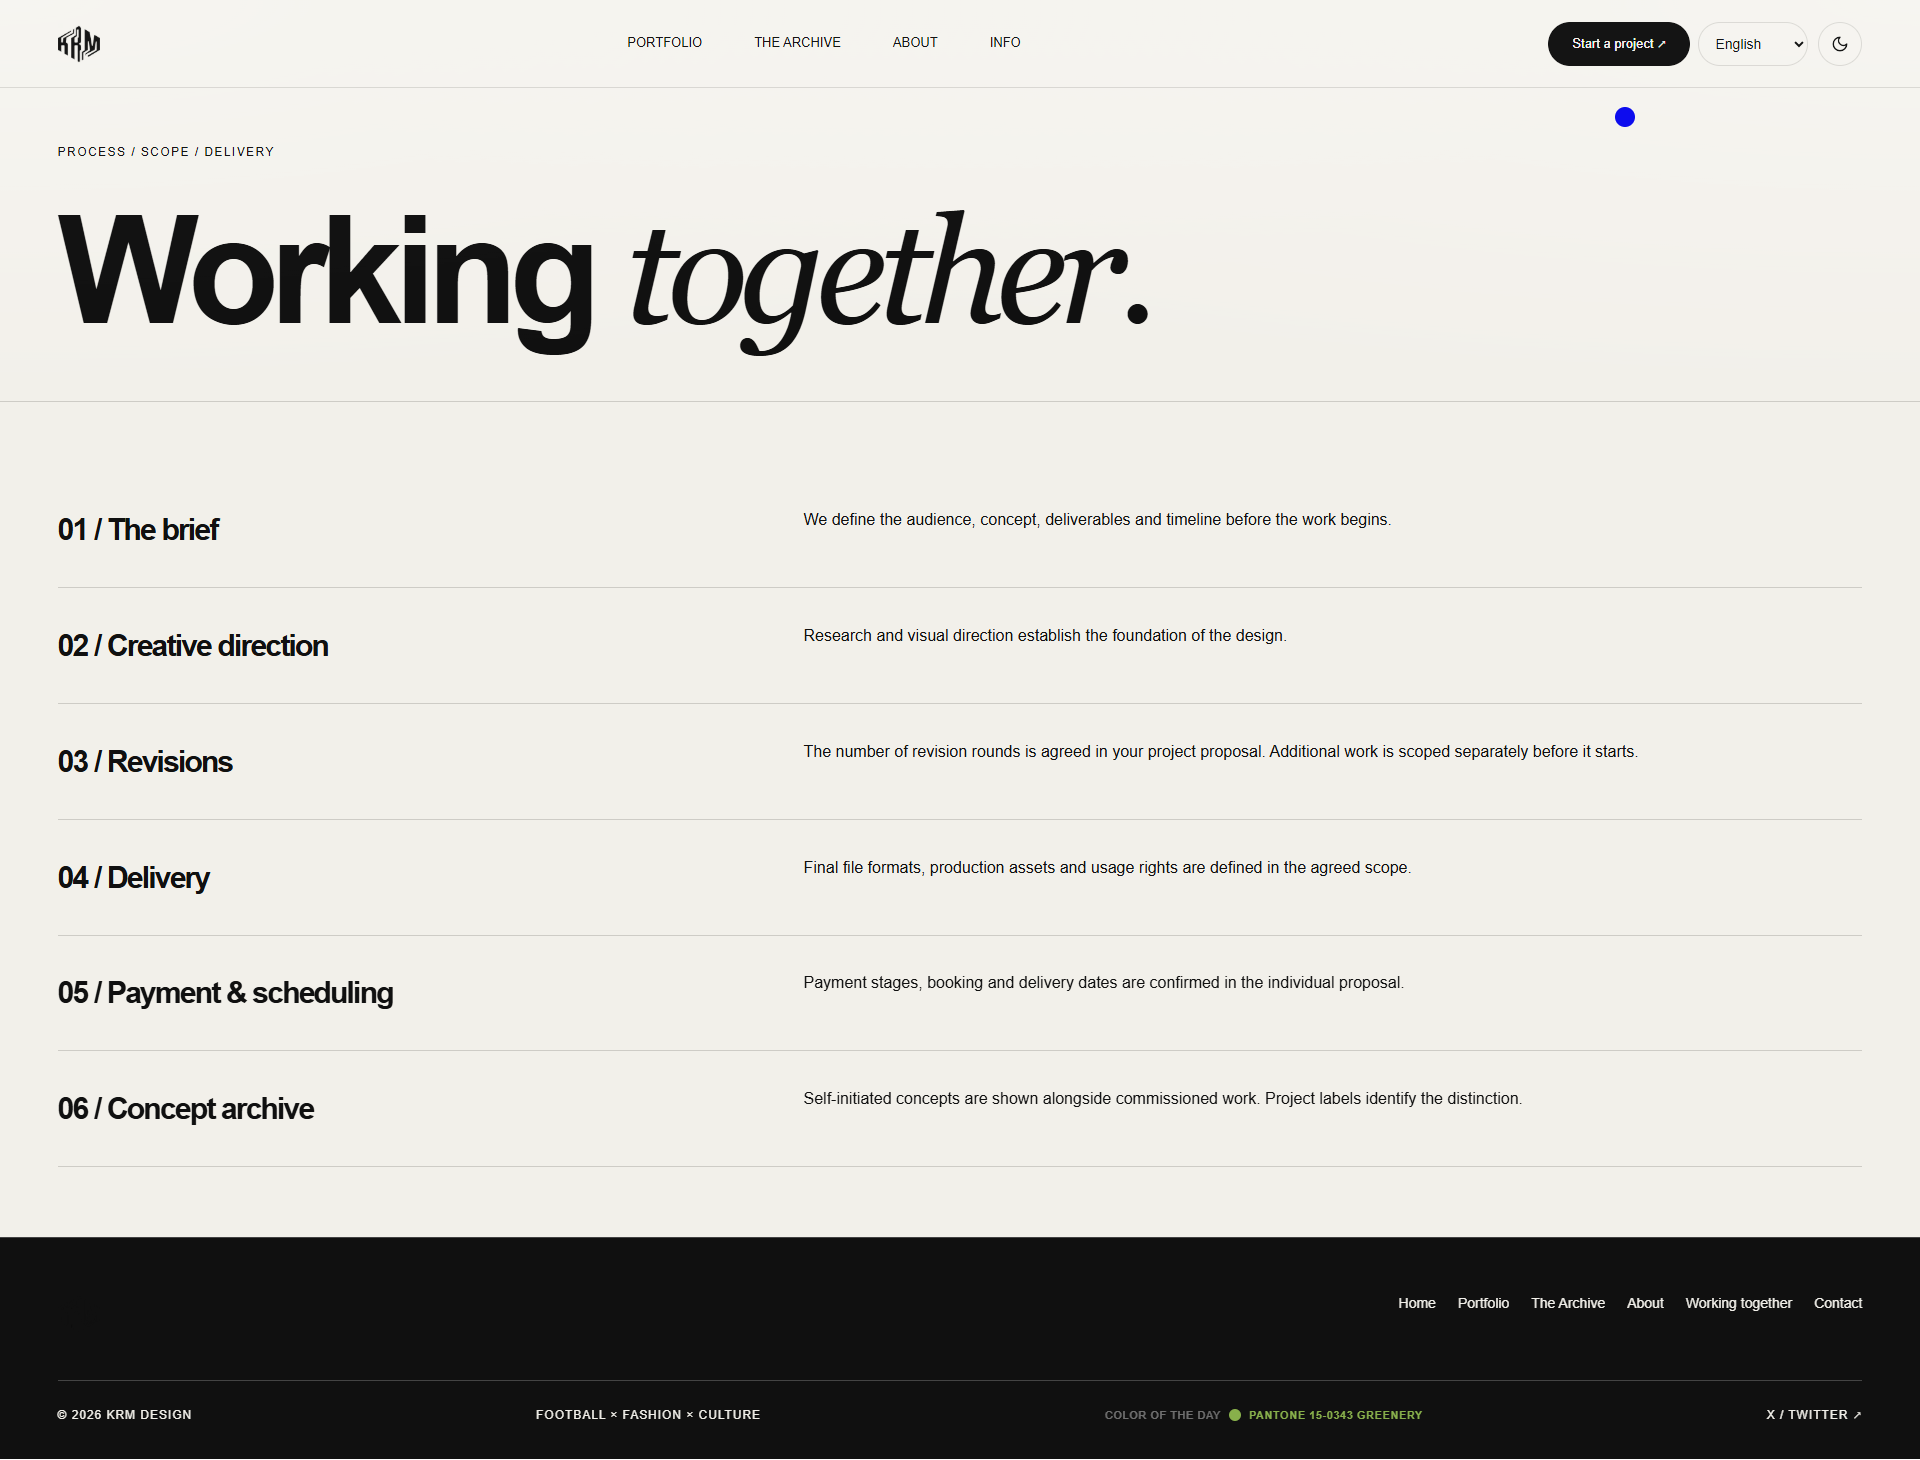 KRM
PORTFOLIO
THE ARCHIVE
ABOUT
INFO
Start a project ↗
English
PROCESS / SCOPE / DELIVERY
Working together.
01 / The brief
We define the audience, concept, deliverables and timeline before the work begins.
02 / Creative direction
Research and visual direction establish the foundation of the design.
03 / Revisions
The number of revision rounds is agreed in your project proposal. Additional work is scoped separately before it starts.
04 / Delivery
Final file formats, production assets and usage rights are defined in the agreed scope.
05 / Payment & scheduling
Payment stages, booking and delivery dates are confirmed in the individual proposal.
06 / Concept archive
Self-initiated concepts are shown alongside commissioned work. Project labels identify the distinction.
Home
Portfolio
The Archive
About
Working together
Contact
© 2026 KRM DESIGN
FOOTBALL × FASHION × CULTURE
COLOR OF THE DAY
PANTONE 15-0343 GREENERY
X / TWITTER ↗